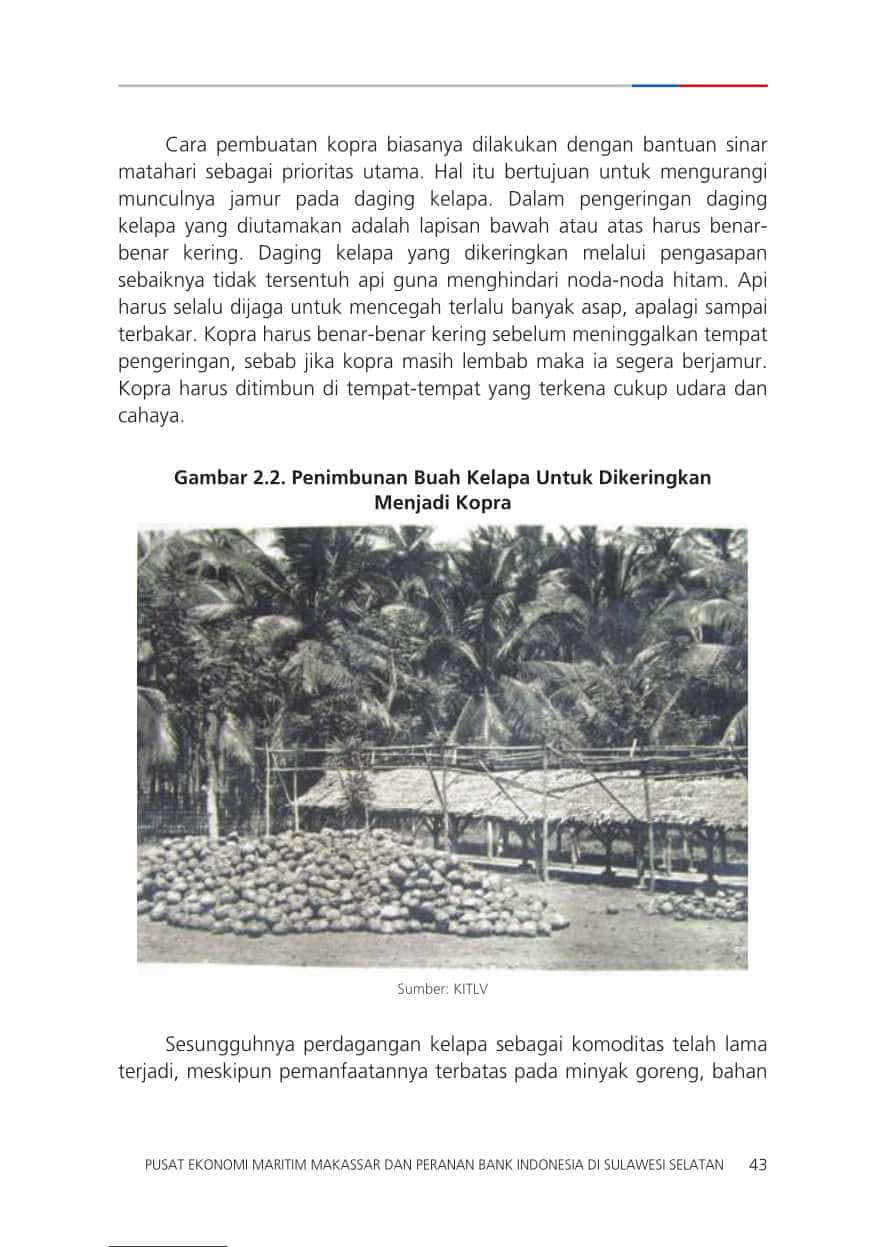 Cara pembuatan kopra biasanya dilakukan dengan bantuan sinar
matahari sebagai prioritas utama. Hal itu bertujuan untuk mengurangi
munculnya jamur pada daging kelapa. Dalam pengeringan daging
kelapa yang diutamakan adalah lapisan bawah atau atas harus benar-
benar kering. Daging kelapa yang dikeringkan melalui pengasapan
sebaiknya tidak tersentuh api guna menghindari noda-noda hitam. Api
harus selalu dijaga untuk mencegah terlalu banyak asap, apalagi sampai
terbakar. Kopra harus benar-benar kering sebelum meninggalkan tempat
pengeringan, sebab jika kopra masih lembab maka ia segera berjamur.
Kopra harus ditimbun di tempat-tempat yang terkena cukup udara dan
cahaya.
Gambar 2.2. Penimbunan Buah Kelapa Untuk Dikeringkan
Menjadi Kopra
Sumber: KITLV
Sesungguhnya perdagangan kelapa sebagai komoditas telah lama
terjadi, meskipun pemanfaatannya terbatas pada minyak goreng, bahan
PUSAT EKONOMI MARITIM MAKASSAR DAN PERANAN BANK INDONESIA DI SULAWESI SELATAN 43